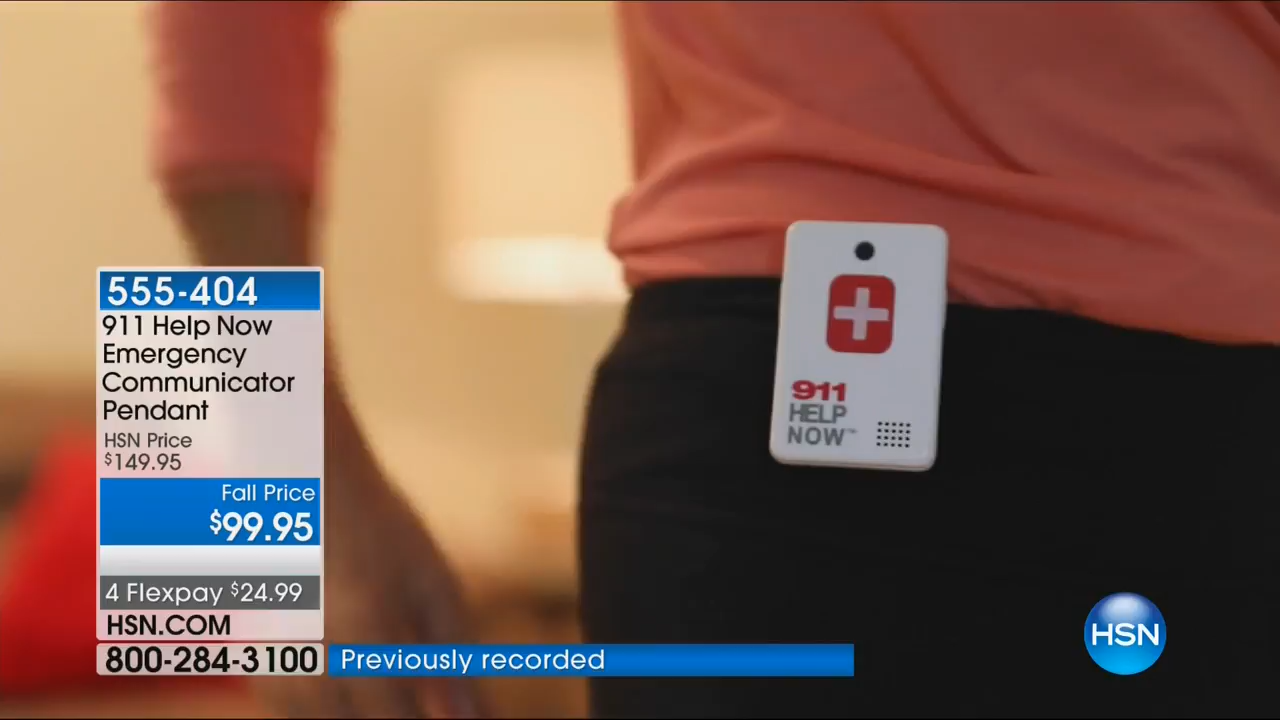 555-404
911 Help Now
Emergency
Communicator
Pendant
HSN Price
$149.95
Fall Price
$99.95
4 Flexpay $24.99
HSN.COM
800-284-3100
Previously recorded
911
HELP
NOW™
HSN